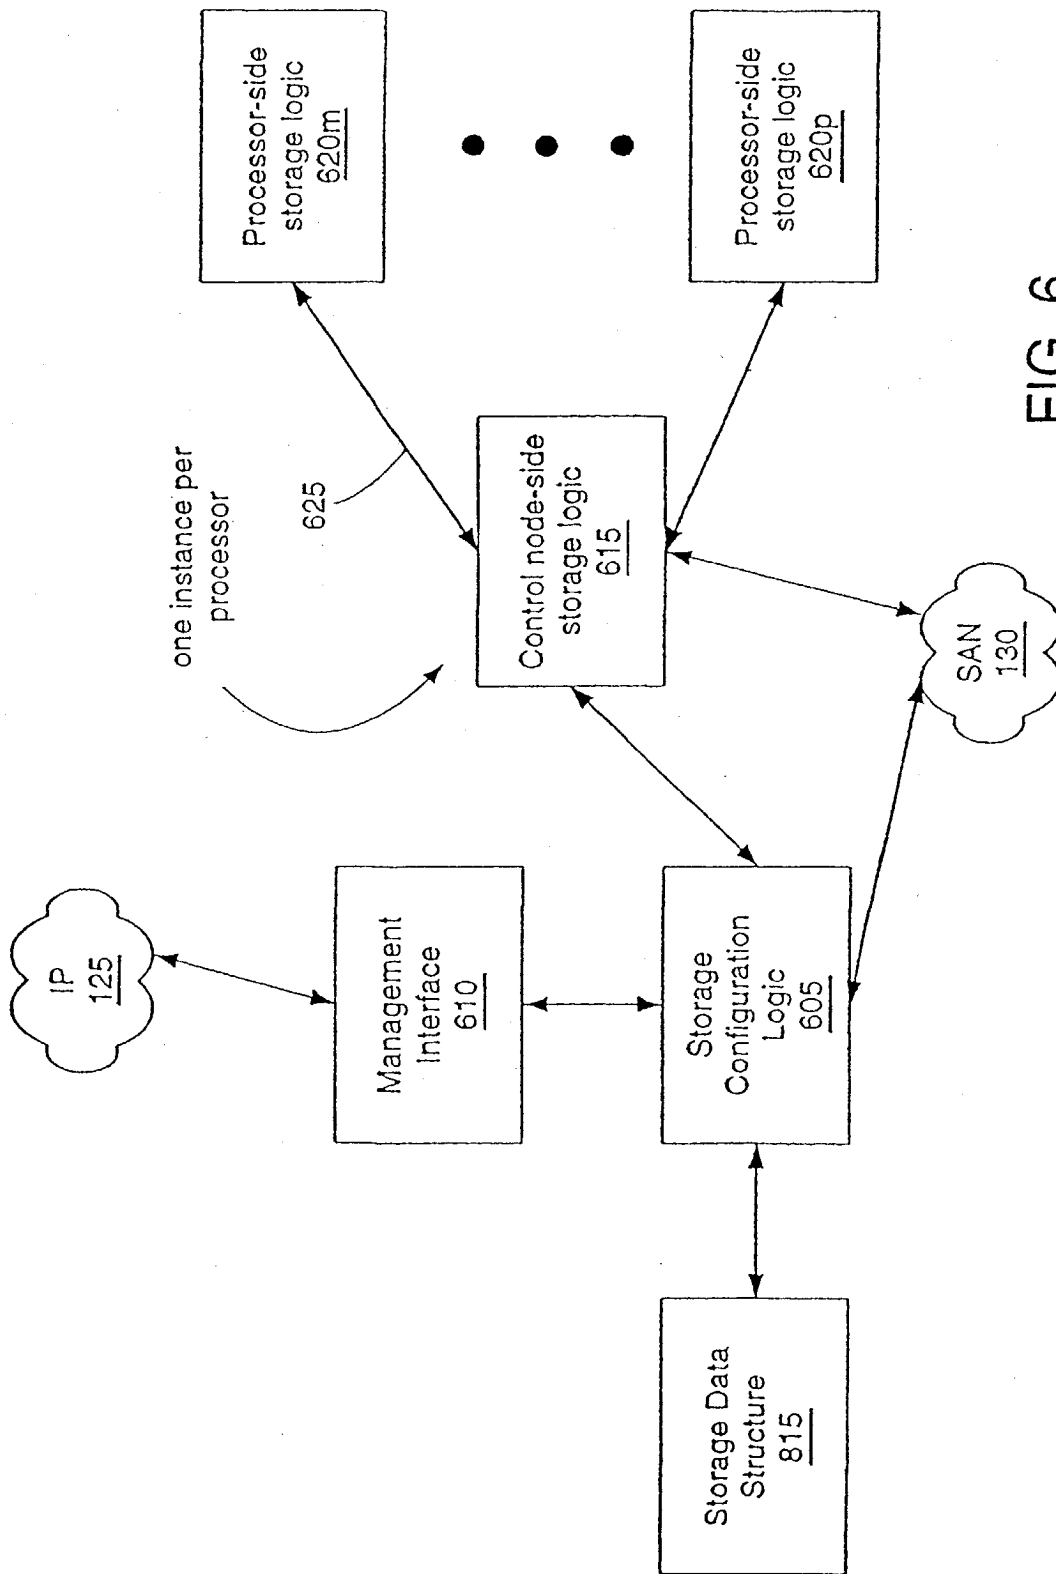 IP
125
Management
Interface
610
Storage Data
Structure
815
Storage
Configuration
Logic
605
one instance per
processor
625
Control node-side
storage logic
615
SAN
130
Processor-side
storage logic
620m
Processor-side
storage logic
620p
FIG. 6